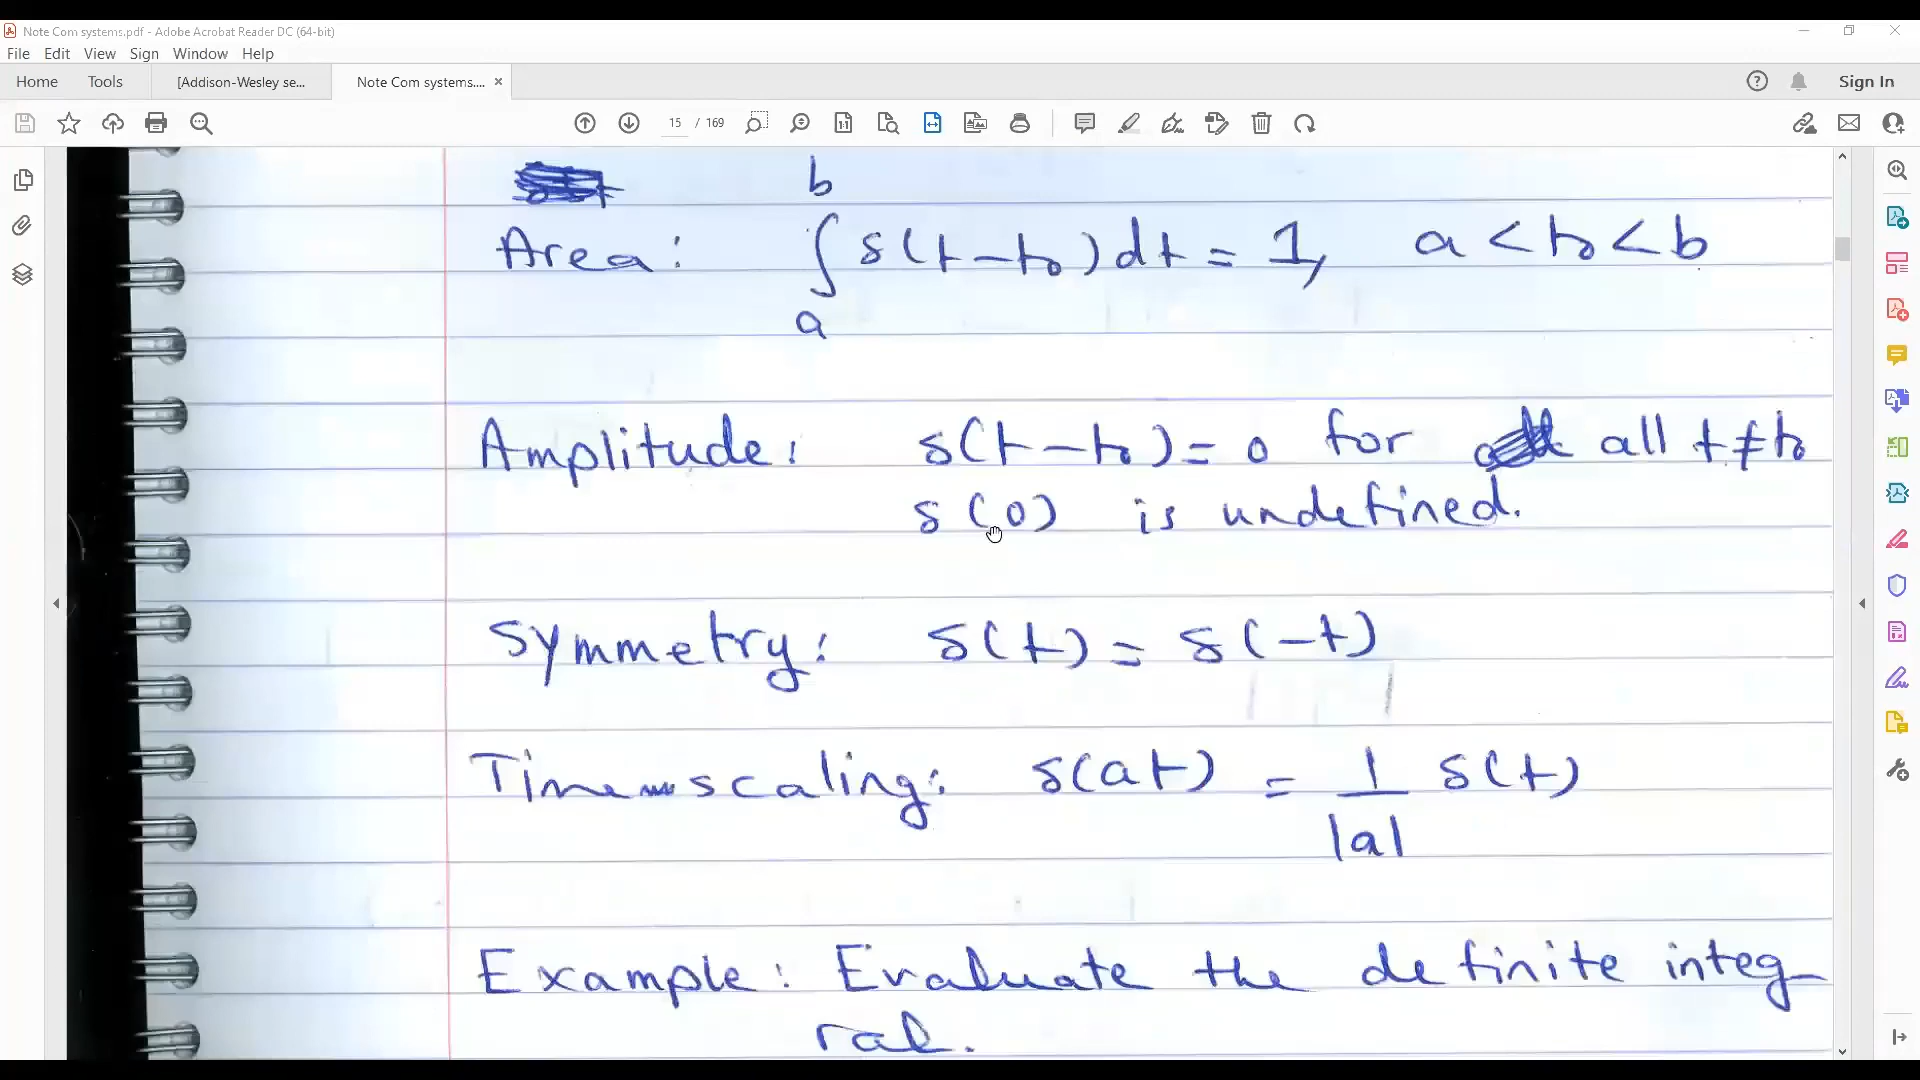 Note Com systems.pdf - Adobe Acrobat Reader DC (64-bit)
File Edit View Sign Window Help
Home Tools [Addison-Wesley se... Note Com systems.... × Sign In
15 / 169
b
Area: ∫ δ(t-t₀)dt = 1, a < t₀ < b
a
Amplitude: δ(t-t₀) = 0 for all t≠t₀
δ(0) is undefined.
Symmetry: δ(t) = δ(-t)
Time scaling: δ(at) = 1 δ(t)
|a|
Example: Evaluate the definite integ-
ral.